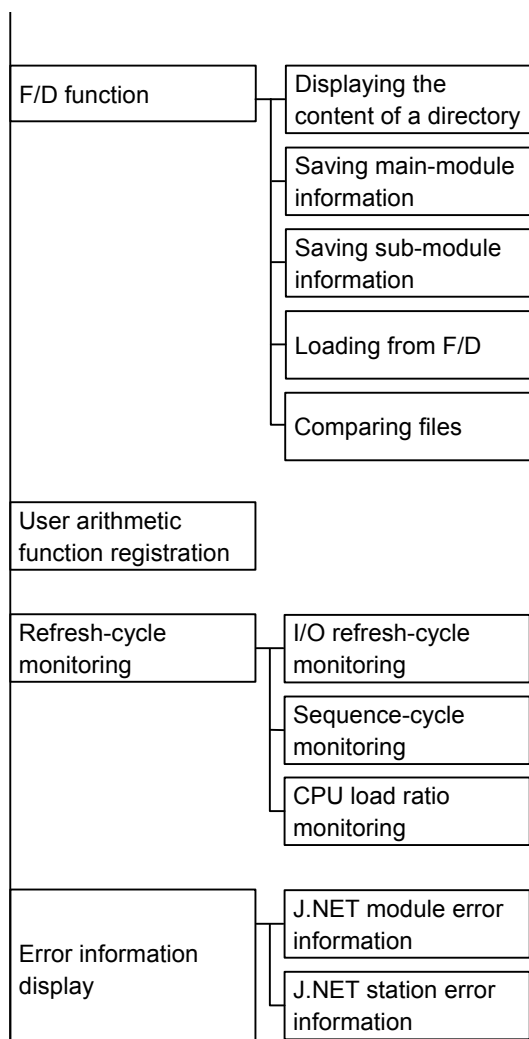 F/D function
Displaying the
content of a directory
Saving main-module
information
Saving sub-module
information
Loading from F/D
Comparing files
User arithmetic
function registration
Refresh-cycle
monitoring
I/O refresh-cycle
monitoring
Sequence-cycle
monitoring
CPU load ratio
monitoring
Error information
display
J.NET module error
information
J.NET station error
information